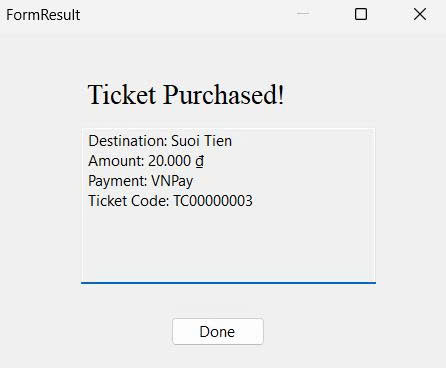 FormResult
Ticket Purchased!
Destination: Suoi Tien
Amount: 20.000 ₫
Payment: VNPay
Ticket Code: TC00000003
Done